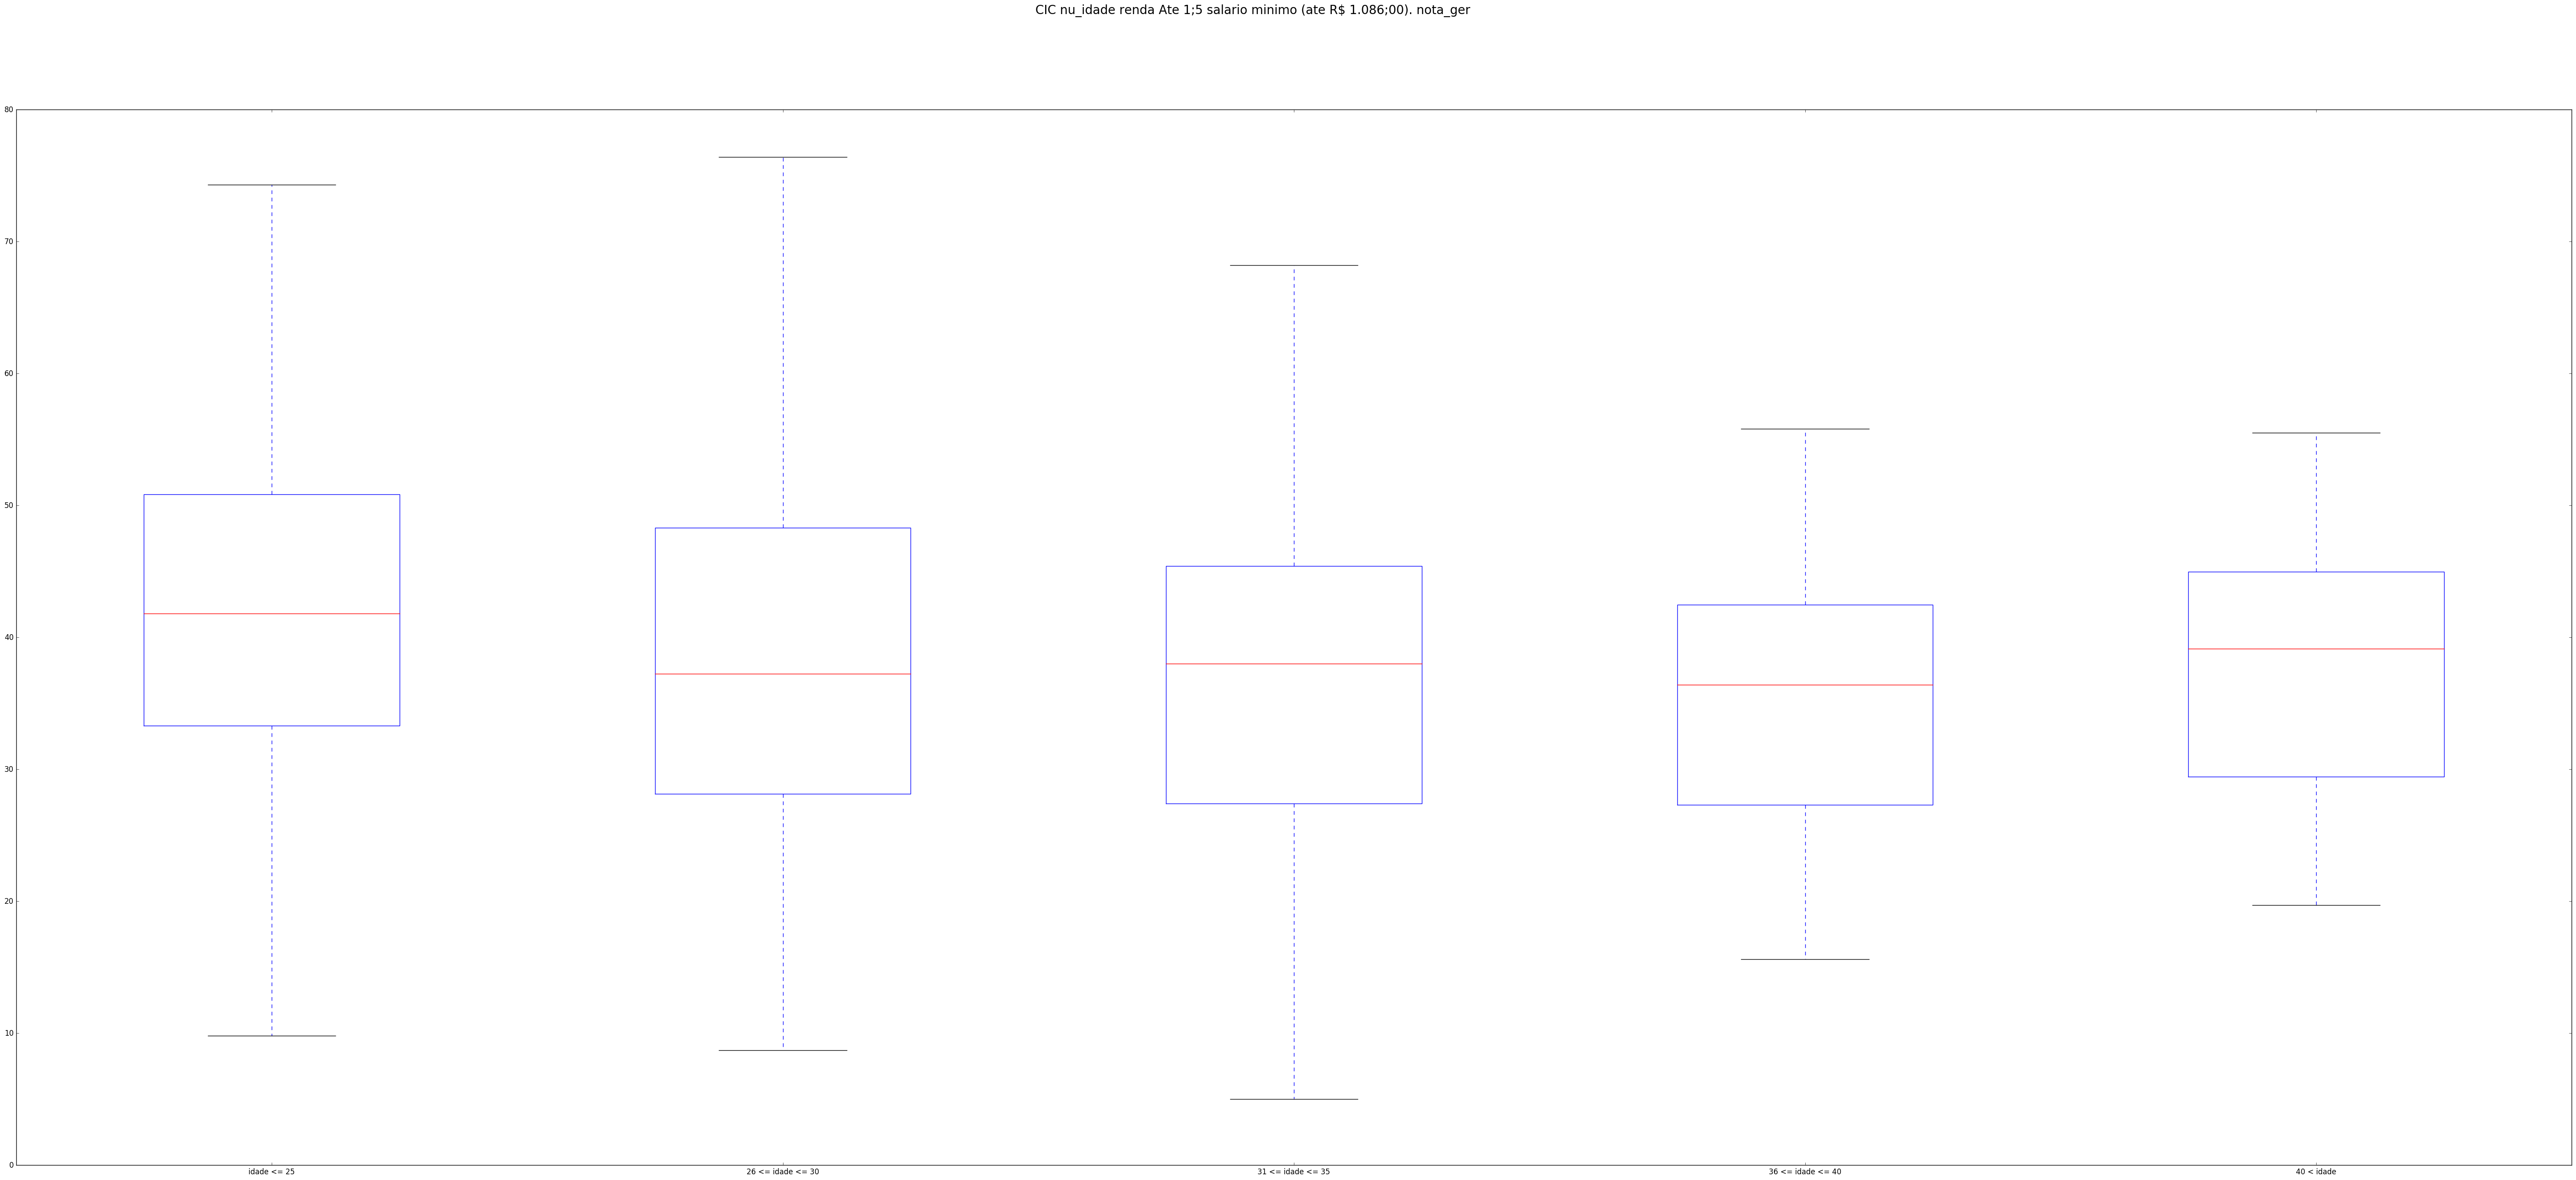 CIC nu_idade renda Ate 1;5 salario minimo (ate R$ 1.086;00). nota_ger
80
70
60
50
40
30
20
10
0
idade <= 25
26 <= idade <= 30
31 <= idade <= 35
36 <= idade <= 40
40 < idade